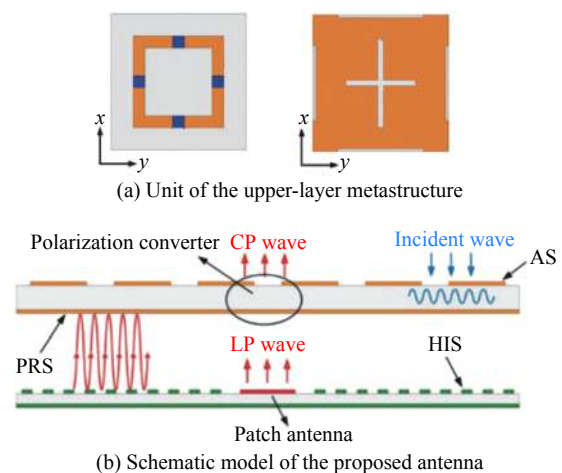 x
y
x
y
(a) Unit of the upper-layer metastructure
Polarization converter
CP wave
Incident wave
AS
PRS
LP wave
HIS
Patch antenna
(b) Schematic model of the proposed antenna